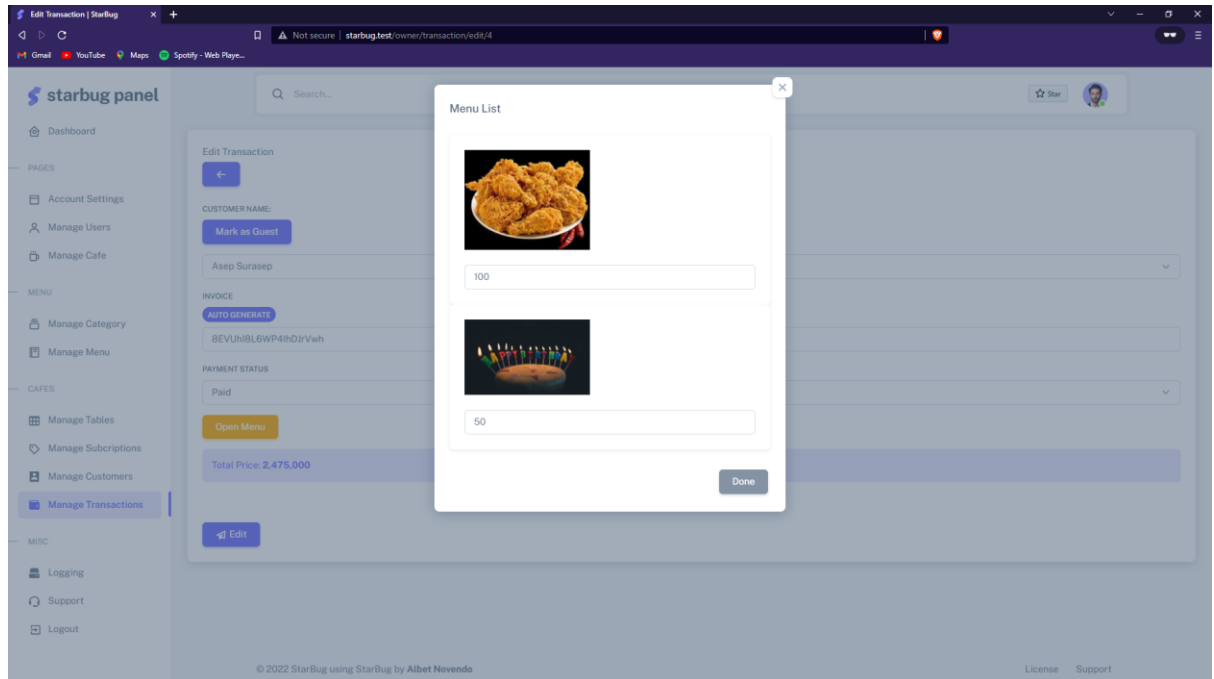 Edit Transaction | StarBug
Not secure | starbug.test/owner/transaction/edit/4
Gmail YouTube Maps Spotify - Web Playe...
starbug panel
Search...
Star
Dashboard
PAGES
Account Settings
Manage Users
Manage Cafe
MENU
Manage Category
Manage Menu
CAFES
Manage Tables
Manage Subcriptions
Manage Customers
Manage Transactions
MISC
Logging
Support
Logout
Edit Transaction
CUSTOMER NAME:
Mark as Guest
Asep Surasep
INVOICE
AUTO GENERATE
PAYMENT STATUS
Paid
Open Menu
Total Price: 2,475,000
Edit
Menu List
100
HAPPY BIRTHDAY
50
Done
© 2022 StarBug using StarBug by Albet Novendo
License Support